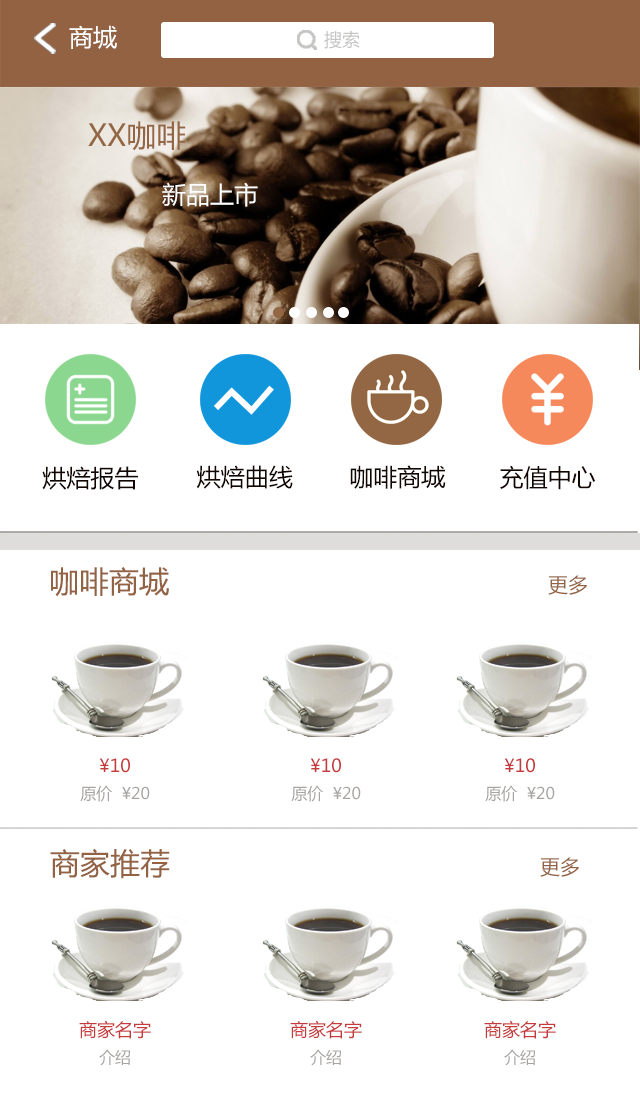 商城
搜索
XX咖啡
新品上市
烘焙报告
烘焙曲线
咖啡商城
充值中心
咖啡商城
更多
¥10
¥10
¥10
原价 ¥20
原价 ¥20
原价 ¥20
商家推荐
更多
商家名字
商家名字
商家名字
介绍
介绍
介绍